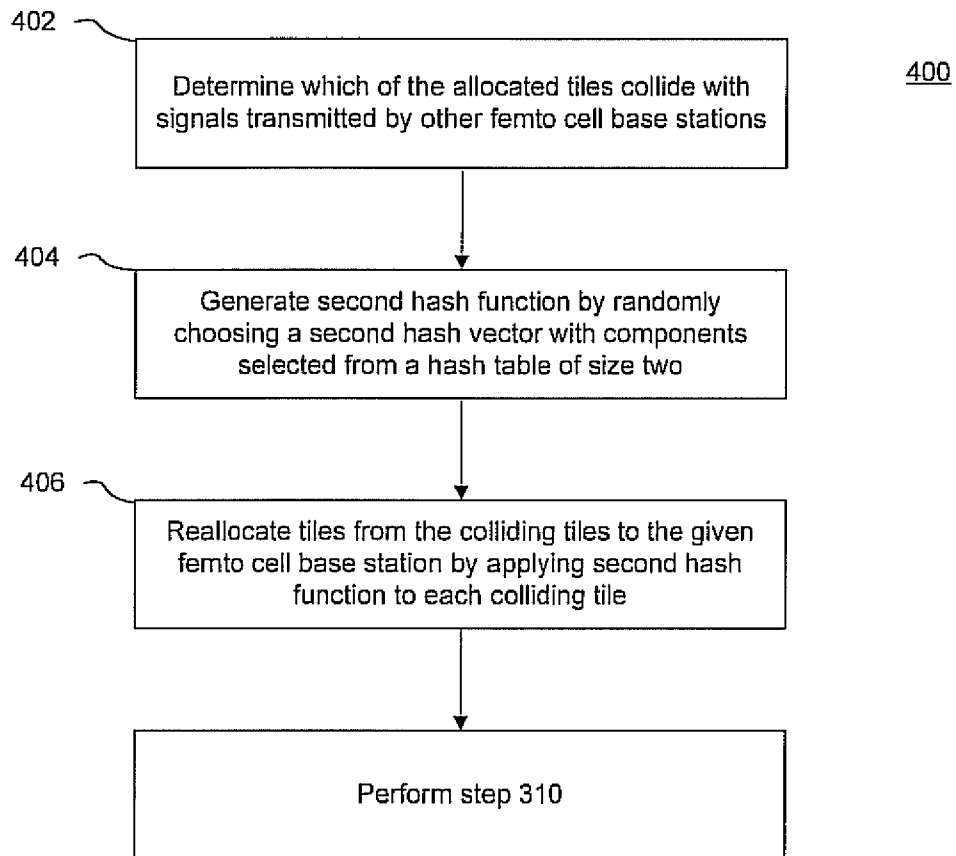 402
400
Determine which of the allocated tiles collide with
signals transmitted by other femto cell base stations
404
Generate second hash function by randomly
choosing a second hash vector with components
selected from a hash table of size two
406
Reallocate tiles from the colliding tiles to the given
femto cell base station by applying second hash
function to each colliding tile
Perform step 310